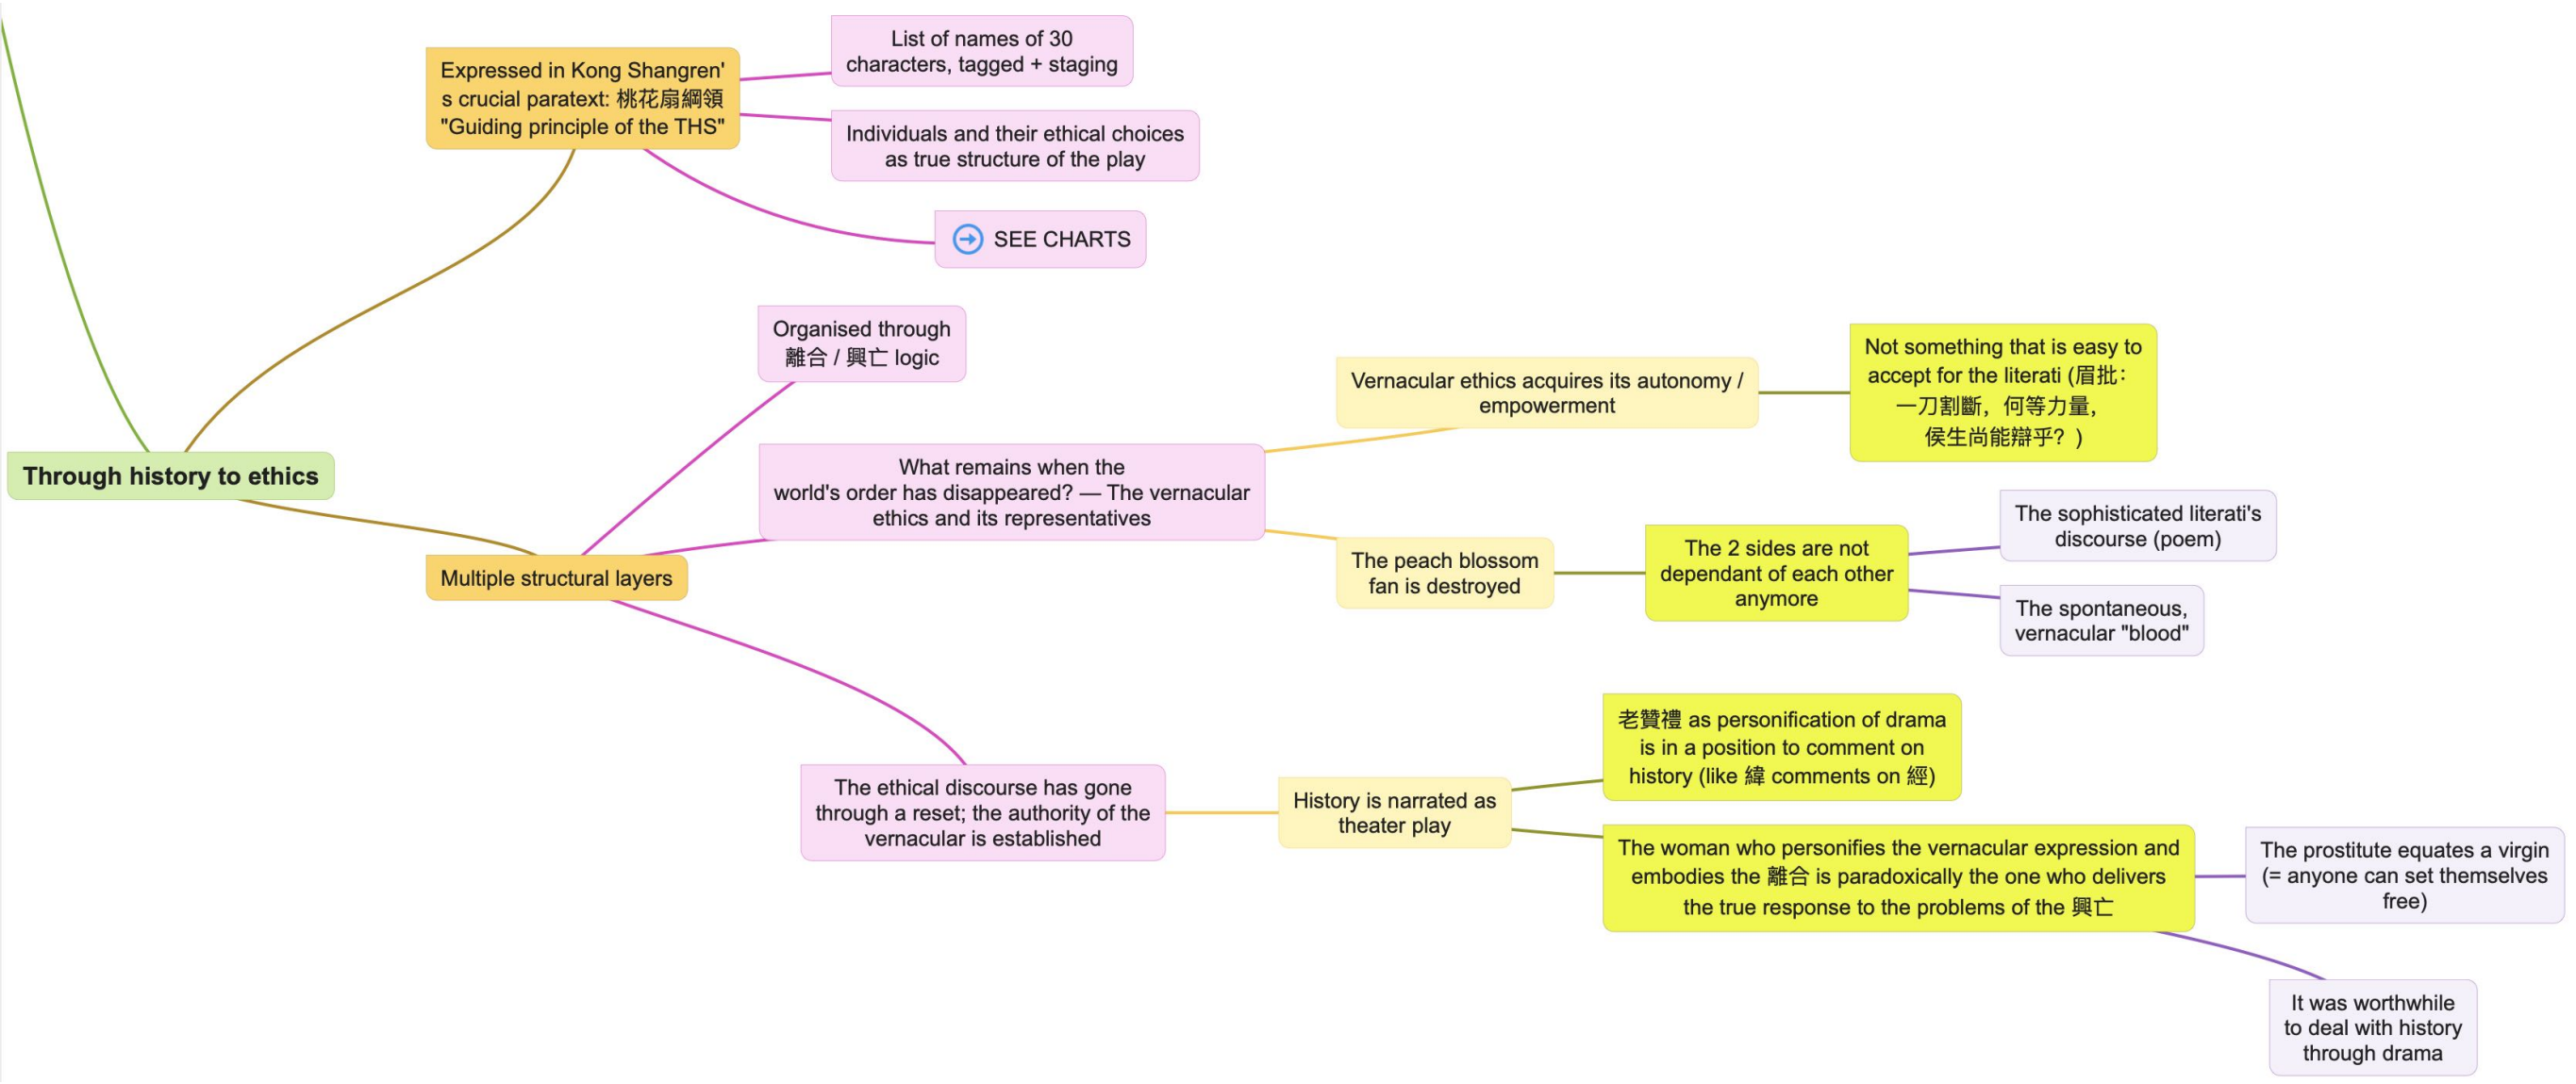 List of names of 30
characters, tagged + staging
Expressed in Kong Shangren'
s crucial paratext: 桃花扇綱領
"Guiding principle of the THS"
Individuals and their ethical choices
as true structure of the play
SEE CHARTS
Organised through
離合 / 興亡 logic
Not something that is easy to
accept for the literati (眉批：
一刀割斷，何等力量，
侯生尚能辯乎？)
Vernacular ethics acquires its autonomy /
empowerment
Through history to ethics
What remains when the
world's order has disappeared? — The vernacular
ethics and its representatives
The sophisticated literati's
discourse (poem)
The peach blossom
fan is destroyed
The 2 sides are not
dependant of each other
anymore
Multiple structural layers
The spontaneous,
vernacular "blood"
老贊禮 as personification of drama
is in a position to comment on
history (like 緯 comments on 經)
The ethical discourse has gone
through a reset; the authority of the
vernacular is established
History is narrated as
theater play
The woman who personifies the vernacular expression and
embodies the 離合 is paradoxically the one who delivers
the true response to the problems of the 興亡
The prostitute equates a virgin
(= anyone can set themselves
free)
It was worthwhile
to deal with history
through drama